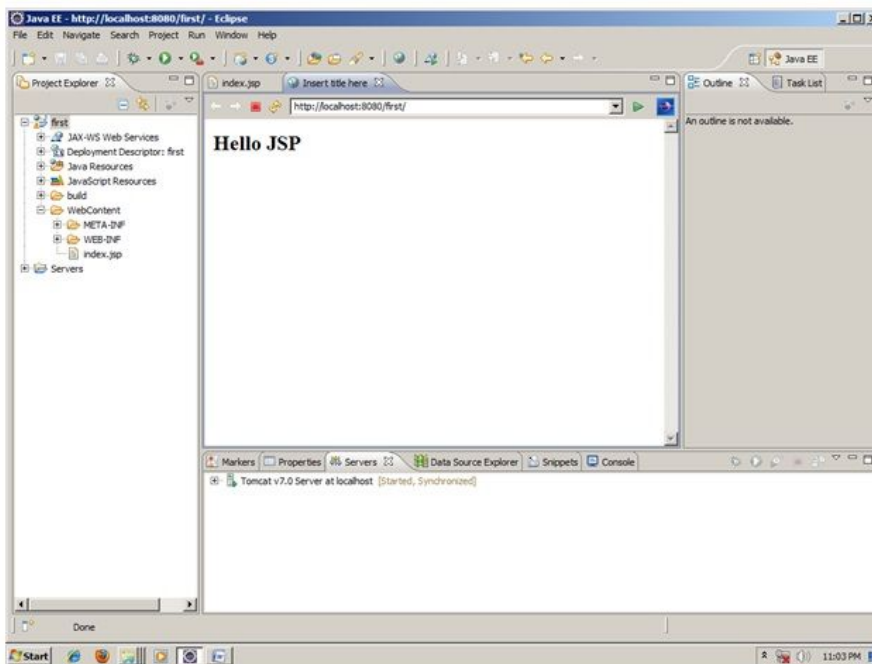 Java EE - http://localhost:8080/first/ - Eclipse
File Edit Navigate Search Project Run Window Help
Java EE
Project Explorer
index.jsp
Insert title here
Outline
Task List
http://localhost:8080/first/
An outline is not available.
first
JAX-WS Web Services
Deployment Descriptor: first
Java Resources
JavaScript Resources
build
WebContent
META-INF
WEB-INF
index.jsp
Servers
Hello JSP
Markers Properties Servers Data Source Explorer Snippets Console
Tomcat v7.0 Server at localhost [Started, Synchronized]
Done
Start
11:03 PM